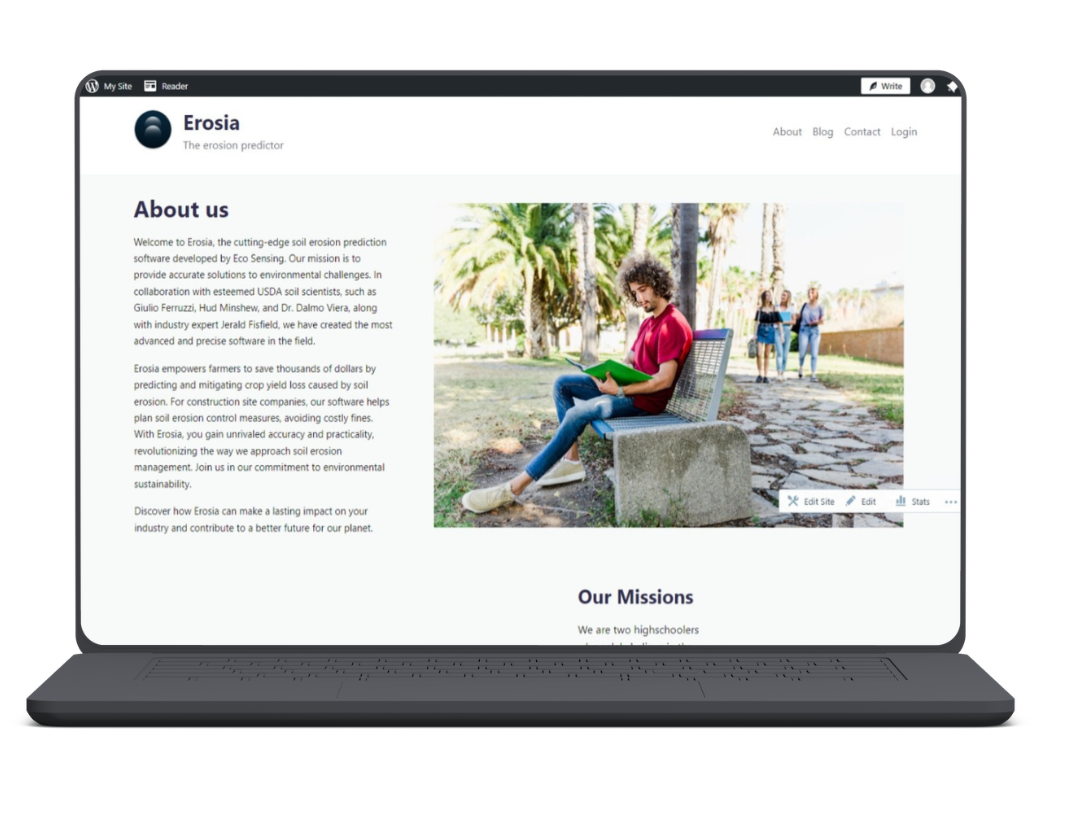 My Site Reader Write
Erosia
The erosion predictor
About Blog Contact Login
About us
Welcome to Erosia, the cutting-edge soil erosion prediction
software developed by Eco Sensing. Our mission is to
provide accurate solutions to environmental challenges. In
collaboration with esteemed USDA soil scientists, such as
Giulio Ferruzzi, Hud Minshew, and Dr. Dalmo Viera, along
with industry expert Jerald Fisfield, we have created the most
advanced and precise software in the field.
Erosia empowers farmers to save thousands of dollars by
predicting and mitigating crop yield loss caused by soil
erosion. For construction site companies, our software helps
plan soil erosion control measures, avoiding costly fines.
With Erosia, you gain unrivaled accuracy and practicality,
revolutionizing the way we approach soil erosion
management. Join us in our commitment to environmental
sustainability.
Discover how Erosia can make a lasting impact on your
industry and contribute to a better future for our planet.
Edit Site Edit Stats
Our Missions
We are two highschoolers